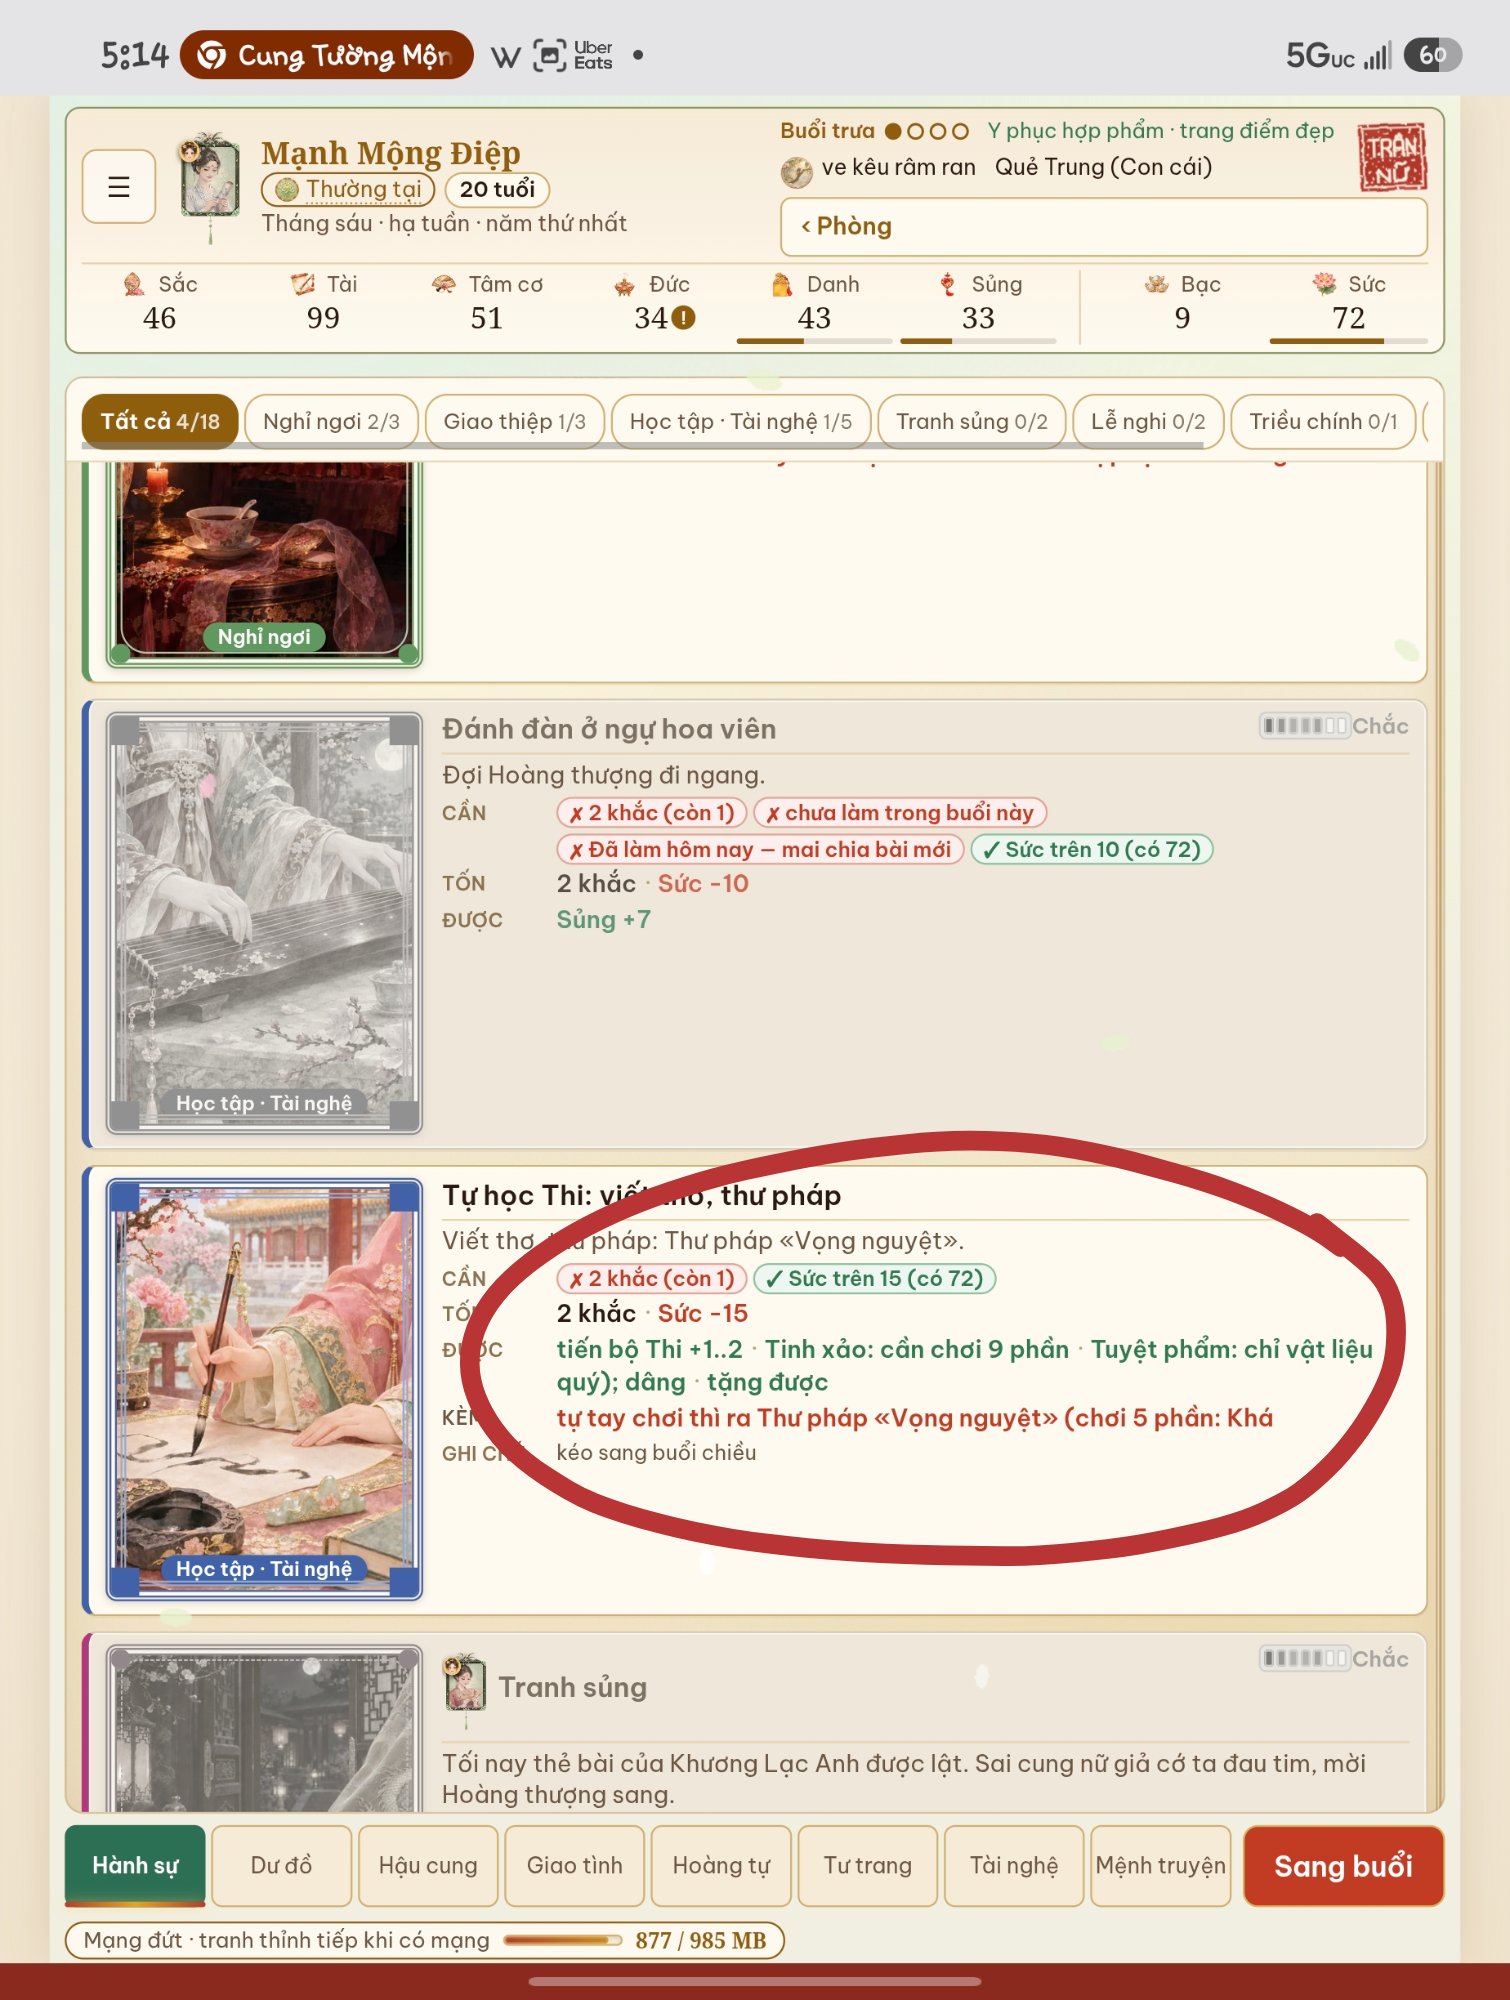 5:14 Cung Tường Mộn W Uber Eats 5G UC 60
Mạnh Mộng Điệp
Thường tại 20 tuổi
Tháng sáu · hạ tuần · năm thứ nhất
Buổi trưa Y phục hợp phẩm · trang điểm đẹp
ve kêu râm ran Quẻ Trung (Con cái)
TRÂN NỮ
‹ Phòng
Sắc Tài Tâm cơ Đức Danh Sủng Bạc Sức
46 99 51 34 ! 43 33 9 72
Tất cả 4/18 Nghỉ ngơi 2/3 Giao thiệp 1/3 Học tập · Tài nghệ 1/5 Tranh sủng 0/2 Lễ nghi 0/2 Triều chính 0/1
Nghỉ ngơi
Đánh đàn ở ngự hoa viên Chắc
Đợi Hoàng thượng đi ngang.
CẦN ✗ 2 khắc (còn 1) ✗ chưa làm trong buổi này
✗ Đã làm hôm nay — mai chia bài mới ✓ Sức trên 10 (có 72)
TỐN 2 khắc · Sức -10
ĐƯỢC Sủng +7
Học tập · Tài nghệ
Tự học Thi: viết thơ, thư pháp
Viết thơ, thư pháp: Thư pháp «Vọng nguyệt».
CẦN ✗ 2 khắc (còn 1) ✓ Sức trên 15 (có 72)
TỐN 2 khắc · Sức -15
ĐƯỢC tiến bộ Thi +1..2 · Tinh xảo: cần chơi 9 phần · Tuyệt phẩm: chỉ vật liệu
quý); dâng · tặng được
KÈM tự tay chơi thì ra Thư pháp «Vọng nguyệt» (chơi 5 phần: Khá
GHI CHÚ kéo sang buổi chiều
Học tập · Tài nghệ
Tranh sủng Chắc
Tối nay thẻ bài của Khương Lạc Anh được lật. Sai cung nữ giả cớ ta đau tim, mời
Hoàng thượng sang.
Hành sự Dư đồ Hậu cung Giao tình Hoàng tự Tư trang Tài nghệ Mệnh truyện Sang buổi
Mạng đứt · tranh thỉnh tiếp khi có mạng 877 / 985 MB